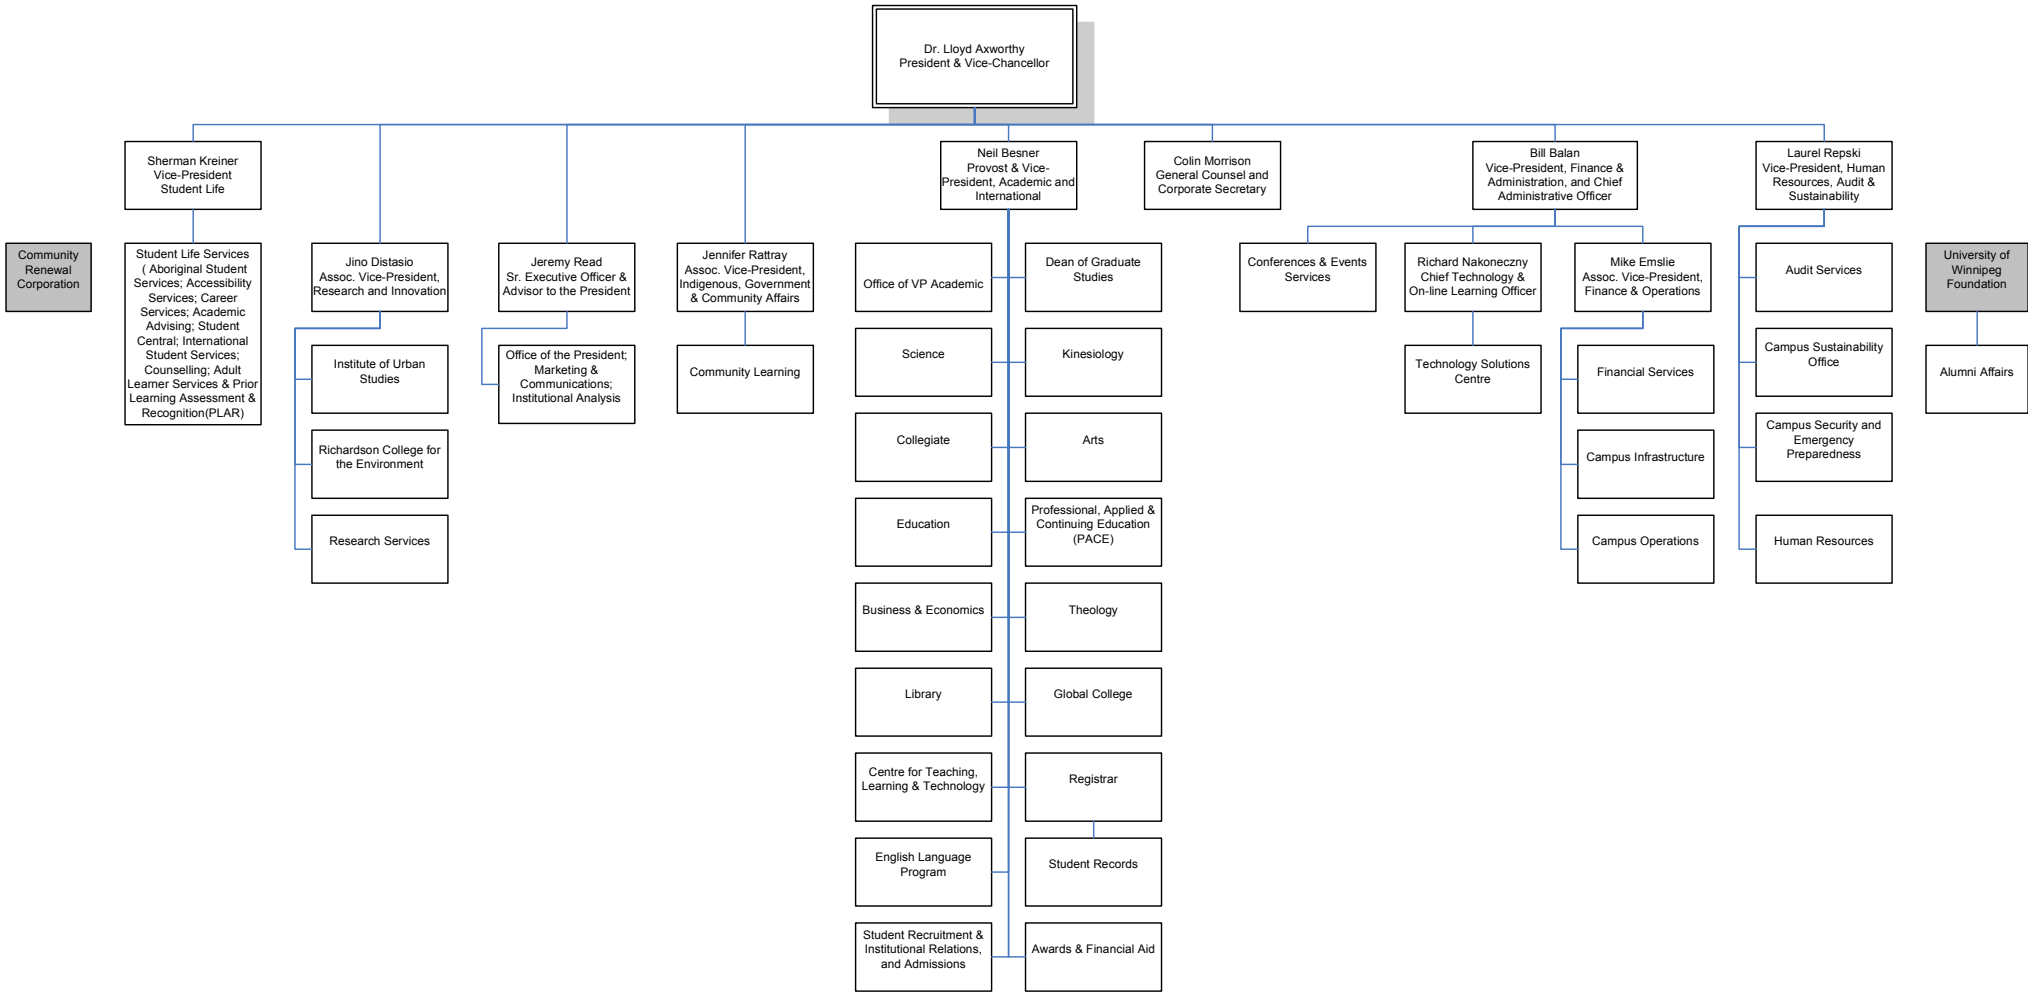 Dr. Lloyd Axworthy
President & Vice-Chancellor
Sherman Kreiner
Vice-President
Student Life
Neil Besner
Provost & Vice-
President, Academic and
International
Colin Morrison
General Counsel and
Corporate Secretary
Bill Balan
Vice-President, Finance &
Administration, and Chief
Administrative Officer
Laurel Repski
Vice-President, Human
Resources, Audit &
Sustainability
Community
Renewal
Corporation
Student Life Services
( Aboriginal Student
Services; Accessibility
Services; Career
Services; Academic
Advising; Student
Central; International
Student Services;
Counselling; Adult
Learner Services & Prior
Learning Assessment &
Recognition(PLAR)
Jino Distasio
Assoc. Vice-President,
Research and Innovation
Jeremy Read
Sr. Executive Officer &
Advisor to the President
Jennifer Rattray
Assoc. Vice-President,
Indigenous, Government
& Community Affairs
Office of VP Academic
Dean of Graduate
Studies
Conferences & Events
Services
Richard Nakoneczny
Chief Technology &
On-line Learning Officer
Mike Emslie
Assoc. Vice-President,
Finance & Operations
Audit Services
University of
Winnipeg
Foundation
Institute of Urban
Studies
Office of the President;
Marketing &
Communications;
Institutional Analysis
Community Learning
Science
Kinesiology
Technology Solutions
Centre
Financial Services
Campus Sustainability
Office
Alumni Affairs
Richardson College for
the Environment
Collegiate
Arts
Campus Infrastructure
Campus Security and
Emergency
Preparedness
Research Services
Education
Professional, Applied &
Continuing Education
(PACE)
Campus Operations
Human Resources
Business & Economics
Theology
Library
Global College
Centre for Teaching,
Learning & Technology
Registrar
English Language
Program
Student Records
Student Recruitment &
Institutional Relations,
and Admissions
Awards & Financial Aid